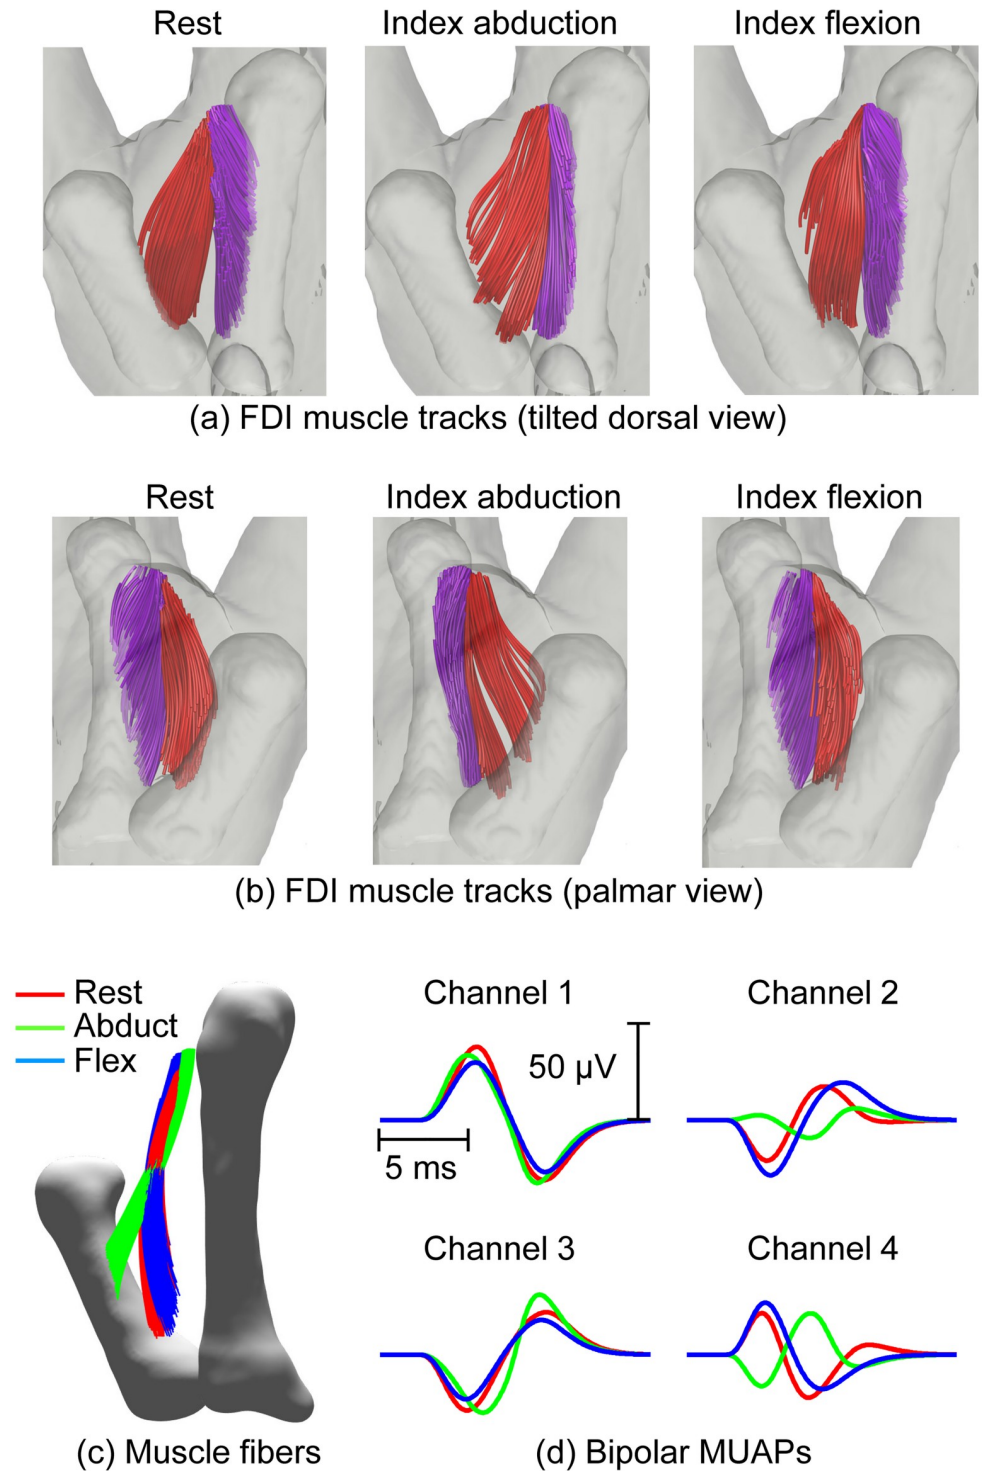 Rest Index abduction Index flexion
(a) FDI muscle tracks (tilted dorsal view)
Rest Index abduction Index flexion
(b) FDI muscle tracks (palmar view)
Rest
Abduct
Flex
(c) Muscle fibers
Channel 1 Channel 2
50 µV
5 ms
Channel 3 Channel 4
(d) Bipolar MUAPs